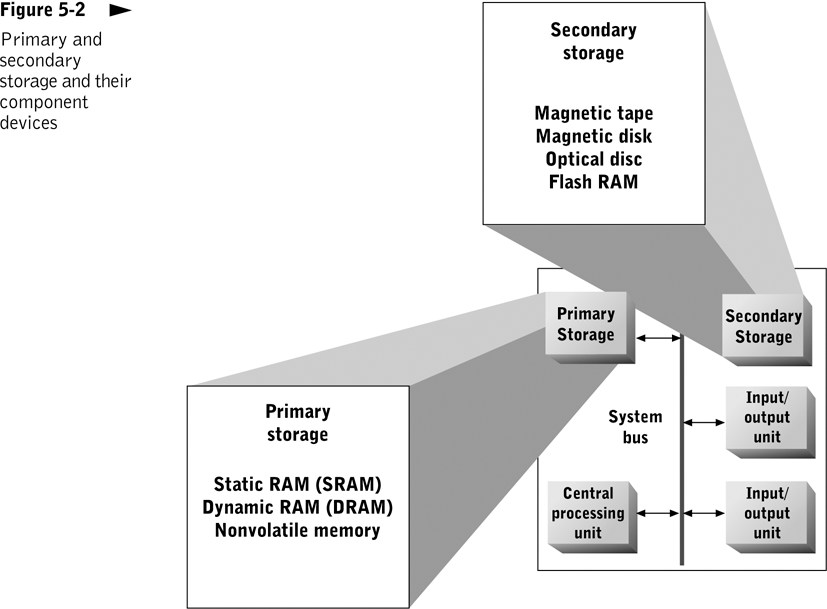 Figure 5-2
Primary and
secondary
storage and their
component
devices
Secondary
storage
Magnetic tape
Magnetic disk
Optical disc
Flash RAM
Primary
Storage
Secondary
Storage
Primary
storage
Static RAM (SRAM)
Dynamic RAM (DRAM)
Nonvolatile memory
System
bus
Input/
output
unit
Central
processing
unit
Input/
output
unit